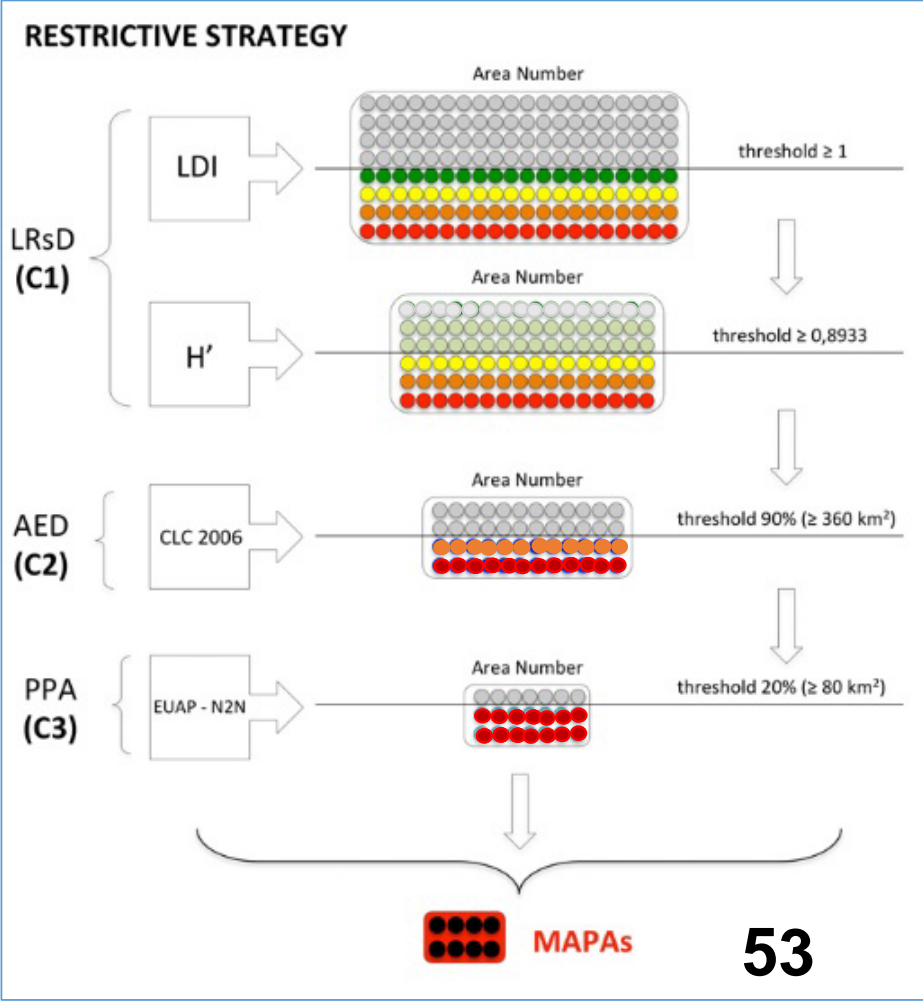 RESTRICTIVE STRATEGY
Area Number
LDI
threshold ≥ 1
LRsD
(C1)
Area Number
H’
threshold ≥ 0,8933
Area Number
AED
(C2)
CLC 2006
threshold 90% (≥ 360 km²)
Area Number
PPA
(C3)
EUAP - N2N
threshold 20% (≥ 80 km²)
MAPAs
53